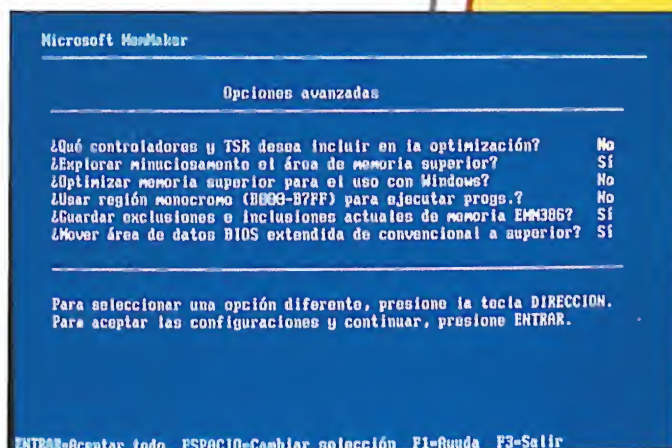 Microsoft MemMaker
Opciones avanzadas
¿Qué controladores y TSR desea incluir en la optimización? No
¿Explorar minuciosamente el área de memoria superior? Sí
¿Optimizar memoria superior para el uso con Windows? No
¿Usar región monocromo (B000-B7FF) para ejecutar progs.? No
¿Guardar exclusiones e inclusiones actuales de memoria EMM386? Sí
¿Mover área de datos BIOS extendida de convencional a superior? Sí
Para seleccionar una opción diferente, presione la tecla DIRECCION.
Para aceptar las configuraciones y continuar, presione ENTRAR.
ENTRAR=Aceptar todo ESPACIO=Cambiar selección F1=Ayuda F3=Salir